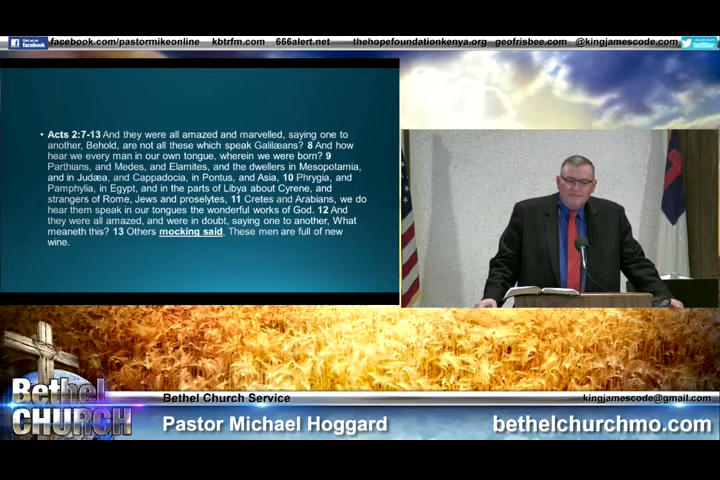 Find us on facebook facebook.com/pastormikeonline kbtrfm.com 666alert.net thehopefoundationkenya.org geofrisbee.com @kingjamescode.com
• Acts 2:7-13 And they were all amazed and marvelled, saying one to
another, Behold, are not all these which speak Galilæans? 8 And how
hear we every man in our own tongue, wherein we were born? 9
Parthians, and Medes, and Elamites, and the dwellers in Mesopotamia,
and in Judæa, and Cappadocia, in Pontus, and Asia, 10 Phrygia, and
Pamphylia, in Egypt, and in the parts of Libya about Cyrene, and
strangers of Rome, Jews and proselytes, 11 Cretes and Arabians, we do
hear them speak in our tongues the wonderful works of God. 12 And
they were all amazed, and were in doubt, saying one to another, What
meaneth this? 13 Others mocking said, These men are full of new
wine.
Bethel
CHURCH
Bethel Church Service kingjamescode@gmail.com
Pastor Michael Hoggard bethelchurchmo.com